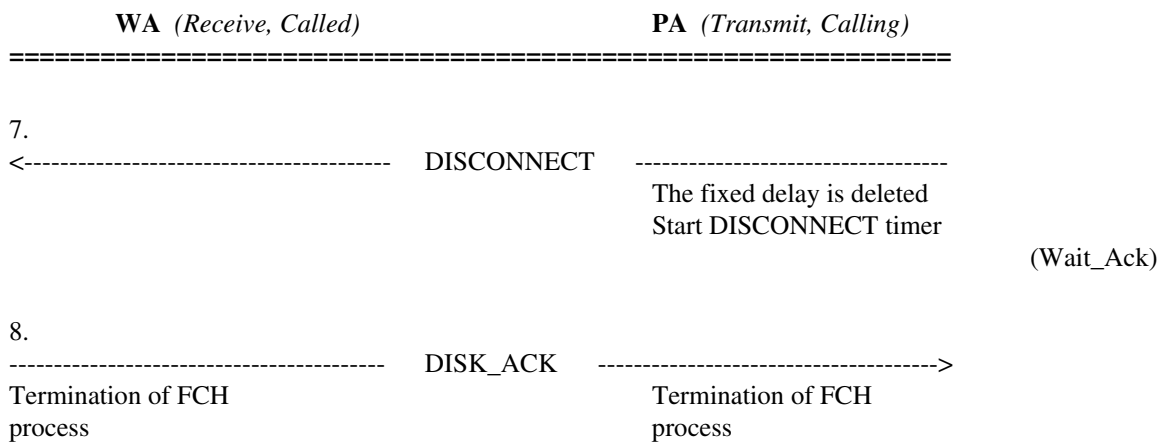 WA (Receive, Called) PA (Transmit, Calling)
==============================================================
7.
<----------------------------------------- DISCONNECT -----------------------------------
The fixed delay is deleted
Start DISCONNECT timer
(Wait_Ack)
8.
------------------------------------------ DISK_ACK -------------------------------------->
Termination of FCH Termination of FCH
process process